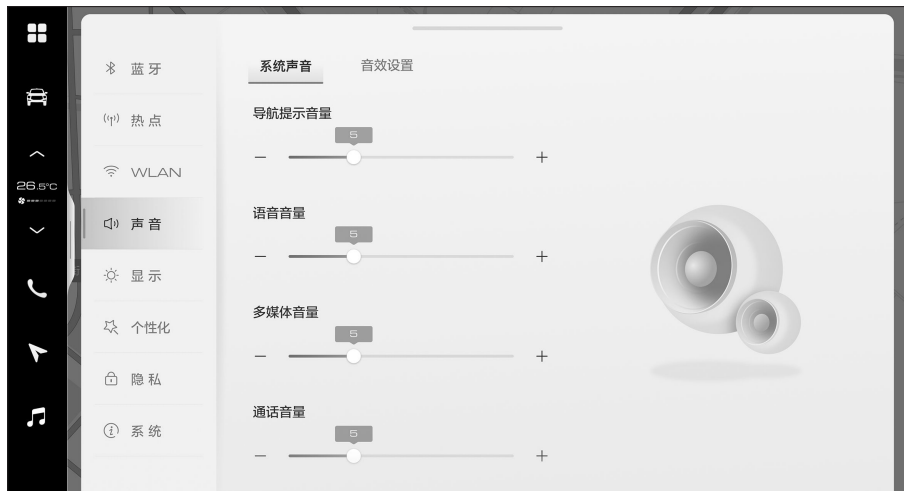 26.5°C
蓝牙
热点
WLAN
声音
显示
个性化
隐私
系统
系统声音 音效设置
导航提示音量
5
语音音量
5
多媒体音量
5
通话音量
5